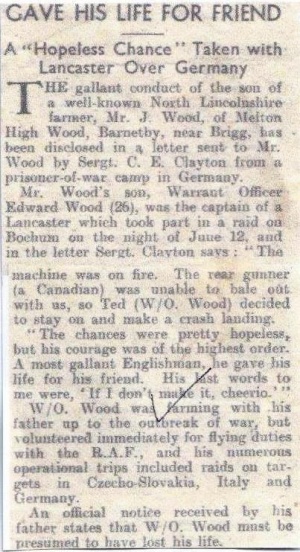 GAVE HIS LIFE FOR FRIEND
A "Hopeless Chance" Taken with
Lancaster Over Germany
THE gallant conduct of the son of
a well-known North Lincolnshire
farmer, Mr. J. Wood, of Melton
High Wood, Barnetby, near Brigg, has
been disclosed in a letter sent to Mr.
Wood by Sergt. C. E. Clayton from a
prisoner-of-war camp in Germany.
Mr. Wood's son, Warrant Officer
Edward Wood (26), was the captain of a
Lancaster which took part in a raid on
Bochum on the night of June 12, and
in the letter Sergt. Clayton says: "The
machine was on fire. The rear gunner
(a Canadian) was unable to bale out
with us, so Ted (W/O. Wood) decided
to stay on and make a crash landing.
"The chances were pretty hopeless,
but his courage was of the highest order.
A most gallant Englishman, he gave his
life for his friend. His last words to
me were, 'If I don't make it, cheerio.'"
W/O. Wood was farming with his
father up to the outbreak of war, but
volunteered immediately for flying duties
with the R.A.F., and his numerous
operational trips included raids on tar-
gets in Czecho-Slovakia, Italy and
Germany.
An official notice received by his
father states that W/O. Wood must be
presumed to have lost his life.